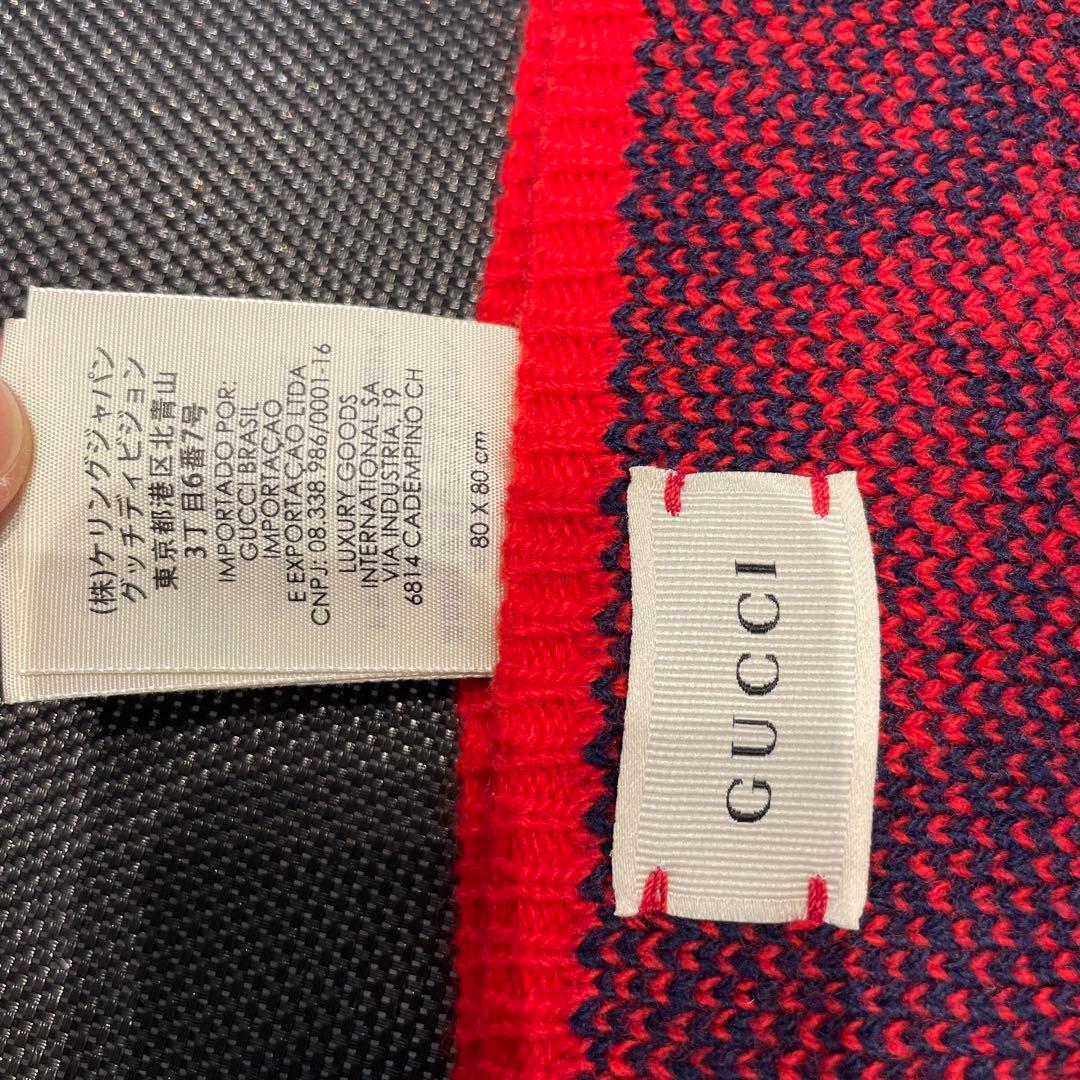 (株)ケリングジャパン
グッチディビジョン
東京都港区北青山
3丁目6番7号
IMPORTADO POR:
GUCCI BRASIL
IMPORTAÇAO
E EXPORTAÇAO LTDA
CNPJ: 08.338.986/0001-16
LUXURY GOODS
INTERNATIONAL SA
VIA INDUSTRIA, 19
6814 CADEMPINO CH
80 X 80 cm
GUCCI